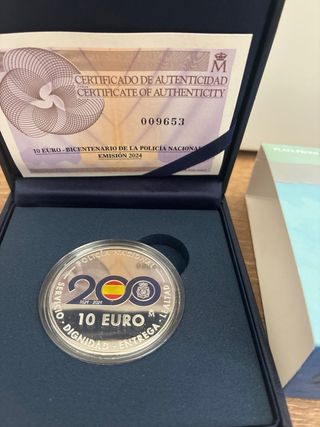 CERTIFICADO DE AUTENTICIDAD
CERTIFICATE OF AUTHENTICITY
M
009653
10 EURO - BICENTENARIO DE LA POLICÍA NACIONAL
EMISIÓN 2024
POLICÍA NACIONAL
200
1824 - 2024
10 EURO
M
SERVICIO - DIGNIDAD - ENTREGA - LEALTAD